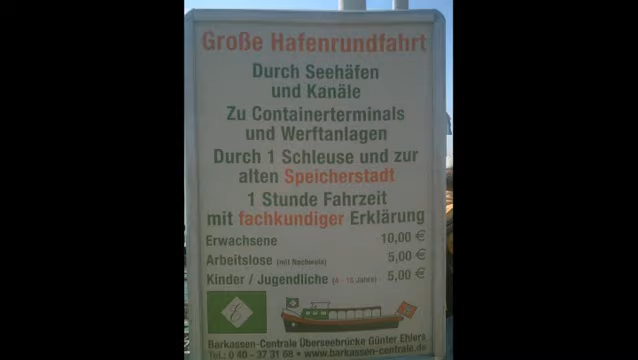 Große Hafenrundfahrt
Durch Seehäfen
und Kanäle
Zu Containerterminals
und Werftanlagen
Durch 1 Schleuse und zur
alten Speicherstadt
1 Stunde Fahrzeit
mit fachkundiger Erklärung
Erwachsene 10,00 €
Arbeitslose (mit Nachweis) 5,00 €
Kinder / Jugendliche (4 - 15 Jahre) 5,00 €
Barkassen-Centrale Überseebrücke Günter Ehlers
Tel.: 0 40 - 37 31 68 • www.barkassen-centrale.de